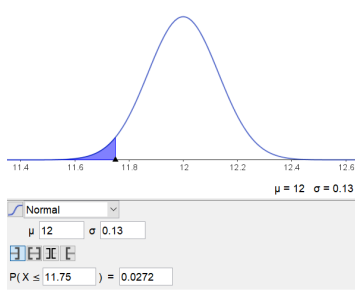 11.4 11.6 11.8 12 12.2 12.4 12.6
μ = 12 σ = 0.13
Normal
μ 12 σ 0.13
P( X ≤ 11.75 ) = 0.0272